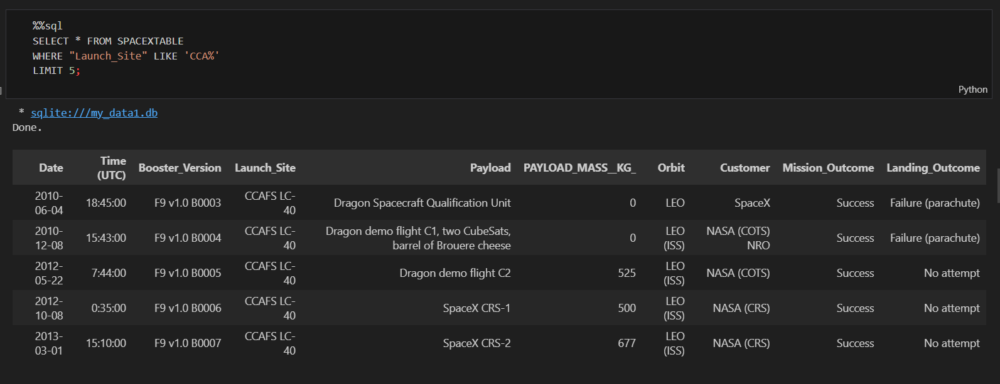 %%sql
SELECT * FROM SPACEXTABLE
WHERE "Launch_Site" LIKE 'CCA%'
LIMIT 5;
]
Python
* sqlite:///my_data1.db
Done.
Date Time (UTC) Booster_Version Launch_Site Payload PAYLOAD_MASS__KG_ Orbit Customer Mission_Outcome Landing_Outcome
2010-06-04 18:45:00 F9 v1.0 B0003 CCAFS LC-40 Dragon Spacecraft Qualification Unit 0 LEO SpaceX Success Failure (parachute)
2010-12-08 15:43:00 F9 v1.0 B0004 CCAFS LC-40 Dragon demo flight C1, two CubeSats, barrel of Brouere cheese 0 LEO (ISS) NASA (COTS) NRO Success Failure (parachute)
2012-05-22 7:44:00 F9 v1.0 B0005 CCAFS LC-40 Dragon demo flight C2 525 LEO (ISS) NASA (COTS) Success No attempt
2012-10-08 0:35:00 F9 v1.0 B0006 CCAFS LC-40 SpaceX CRS-1 500 LEO (ISS) NASA (CRS) Success No attempt
2013-03-01 15:10:00 F9 v1.0 B0007 CCAFS LC-40 SpaceX CRS-2 677 LEO (ISS) NASA (CRS) Success No attempt